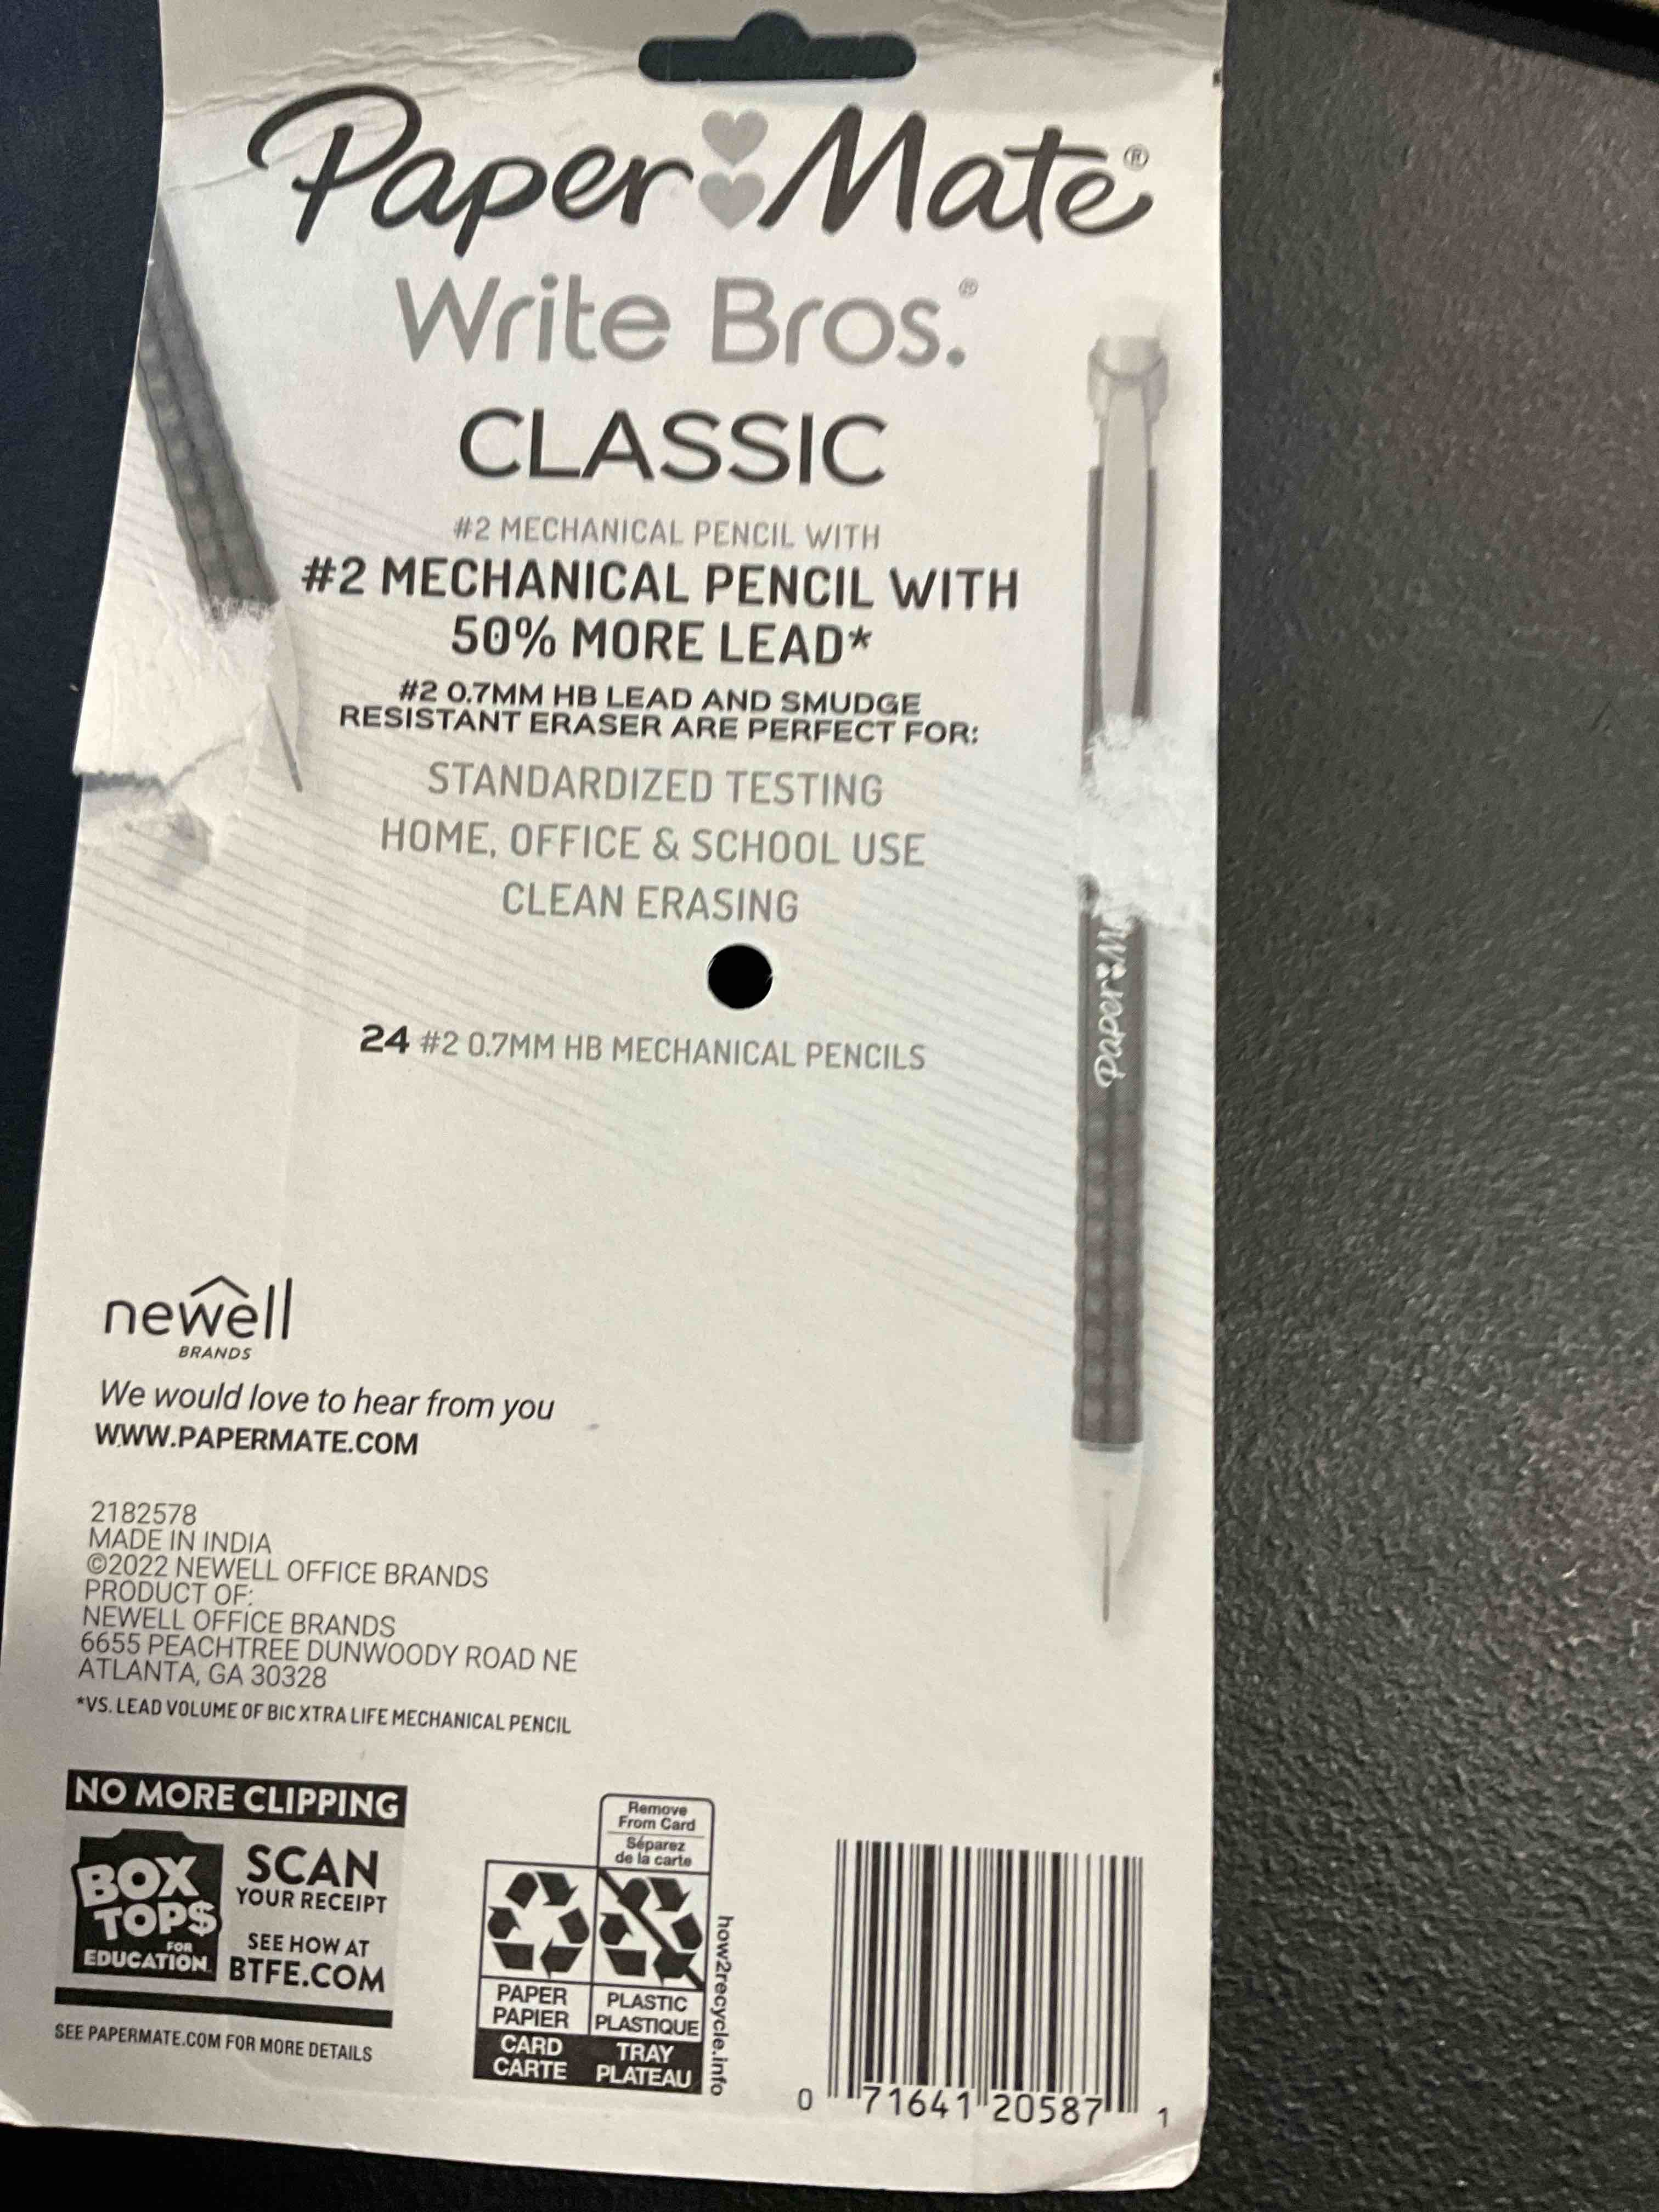 Paper Mate®
Write Bros.®
CLASSIC
#2 MECHANICAL PENCIL WITH
#2 MECHANICAL PENCIL WITH
50% MORE LEAD*
#2 0.7MM HB LEAD AND SMUDGE
RESISTANT ERASER ARE PERFECT FOR:
STANDARDIZED TESTING
HOME, OFFICE & SCHOOL USE
CLEAN ERASING
24 #2 0.7MM HB MECHANICAL PENCILS
Paper M
newell
BRANDS
We would love to hear from you
WWW.PAPERMATE.COM
2182578
MADE IN INDIA
©2022 NEWELL OFFICE BRANDS
PRODUCT OF:
NEWELL OFFICE BRANDS
6655 PEACHTREE DUNWOODY ROAD NE
ATLANTA, GA 30328
*VS. LEAD VOLUME OF BIC XTRA LIFE MECHANICAL PENCIL
NO MORE CLIPPING
BOX
TOPS
FOR
EDUCATION
SCAN
YOUR RECEIPT
SEE HOW AT
BTFE.COM
SEE PAPERMATE.COM FOR MORE DETAILS
Remove
From Card
Séparez
de la carte
PAPER
PAPIER
CARD
CARTE
PLASTIC
PLASTIQUE
TRAY
PLATEAU
how2recycle.info
0 71641 20587 1